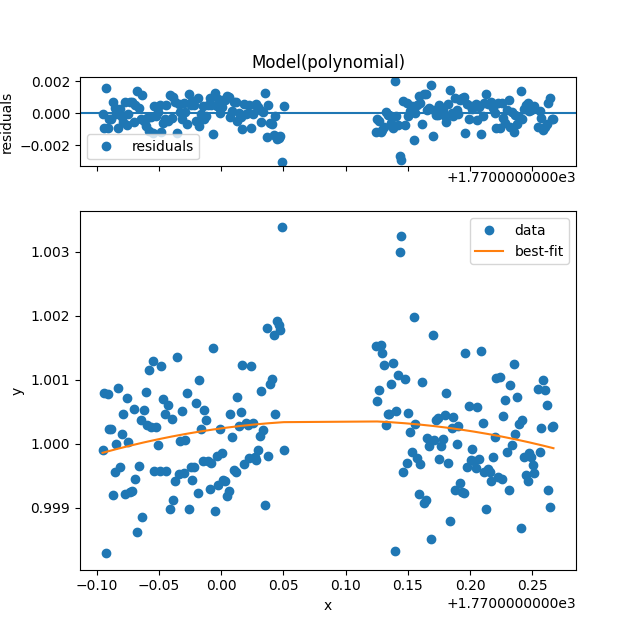 Model(polynomial)
0.002
0.000
−0.002
residuals
residuals
+1.7700000000e3
1.003
1.002
1.001
1.000
0.999
y
data
best-fit
−0.10
−0.05
0.00
0.05
0.10
0.15
0.20
0.25
x
+1.7700000000e3